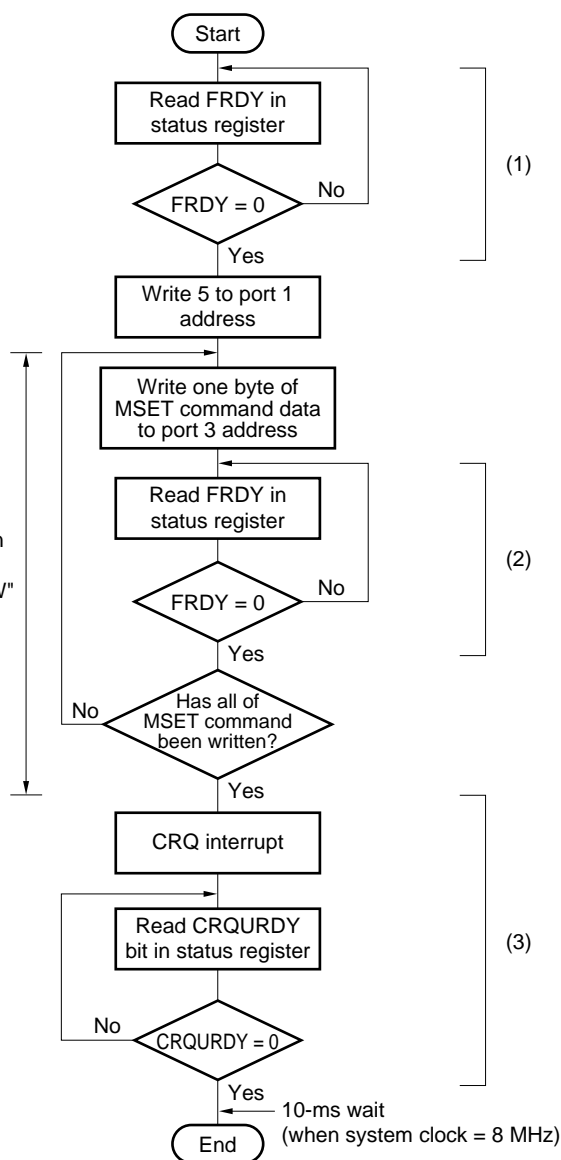 Start
Read FRDY in
status register
(1)
No
FRDY = 0
Yes
Write 5 to port 1
address
Write one byte of
MSET command data
to port 3 address
Read FRDY in
status register
(2)
No
FRDY = 0
Yes
Has all of
MSET command
been written?
No
Yes
CRQ interrupt
Read CRQURDY
bit in status register
(3)
No
CRQURDY = 0
Yes
10-ms wait
(when system clock = 8 MHz)
End